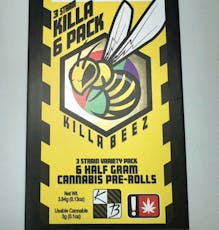 3 STRAIN
KILLA
6 PACK
KILLA BEEZ
3 STRAIN VARIETY PACK
6 HALF GRAM
CANNABIS PRE-ROLLS
Net Wt.
3.84g (0.13oz)
Usable Cannabis
3g (0.1oz)
K
B
!